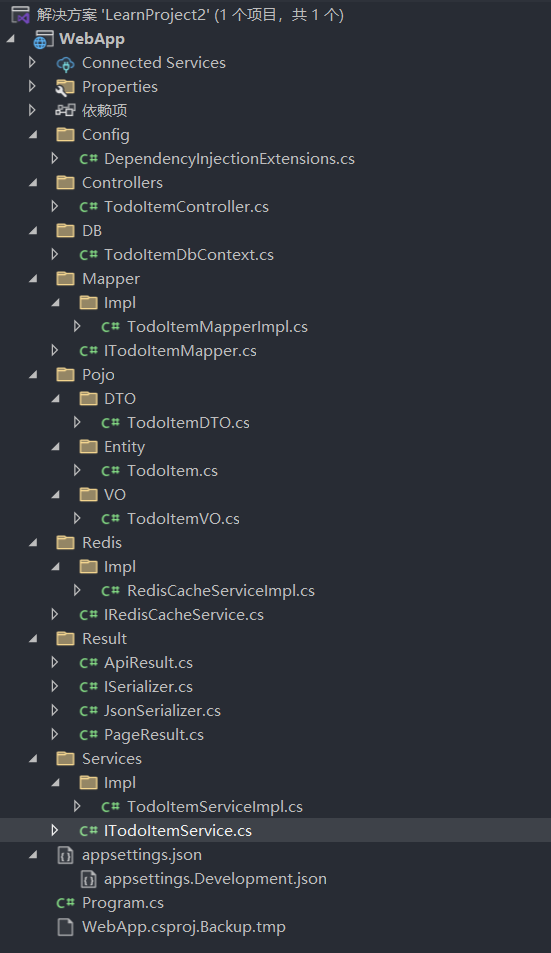 解决方案 'LearnProject2' (1 个项目，共 1 个)
WebApp
Connected Services
Properties
依赖项
Config
C# DependencyInjectionExtensions.cs
Controllers
C# TodoItemController.cs
DB
C# TodoItemDbContext.cs
Mapper
Impl
C# TodoItemMapperImpl.cs
C# ITodoItemMapper.cs
Pojo
DTO
C# TodoItemDTO.cs
Entity
C# TodoItem.cs
VO
C# TodoItemVO.cs
Redis
Impl
C# RedisCacheServiceImpl.cs
C# IRedisCacheService.cs
Result
C# ApiResult.cs
C# ISerializer.cs
C# JsonSerializer.cs
C# PageResult.cs
Services
Impl
C# TodoItemServiceImpl.cs
C# ITodoItemService.cs
appsettings.json
appsettings.Development.json
C# Program.cs
WebApp.csproj.Backup.tmp